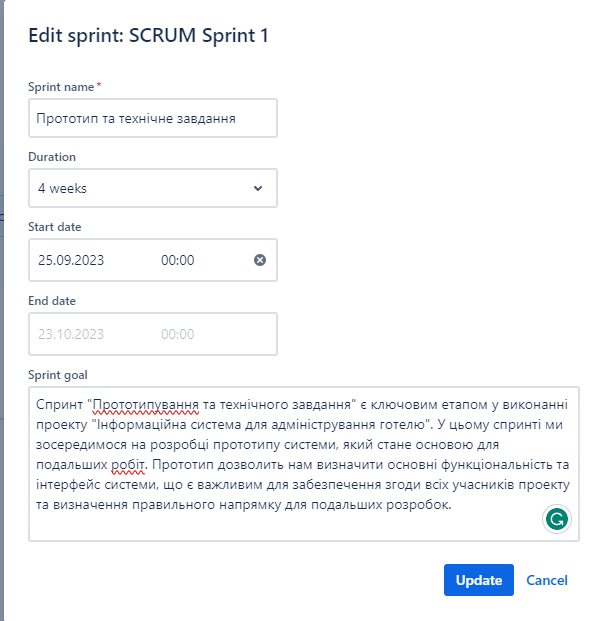 Edit sprint: SCRUM Sprint 1
Sprint name*
Прототип та технічне завдання
Duration
4 weeks
Start date
25.09.2023 00:00
End date
23.10.2023 00:00
Sprint goal
Спринт "Прототипування та технічного завдання" є ключовим етапом у виконанні
проекту "Інформаційна система для адміністрування готелю". У цьому спринті ми
зосередимося на розробці прототипу системи, який стане основою для
подальших робіт. Прототип дозволить нам визначити основні функціональність та
інтерфейс системи, що є важливим для забезпечення згоди всіх учасників проекту
та визначення правильного напрямку для подальших розробок.
Update Cancel